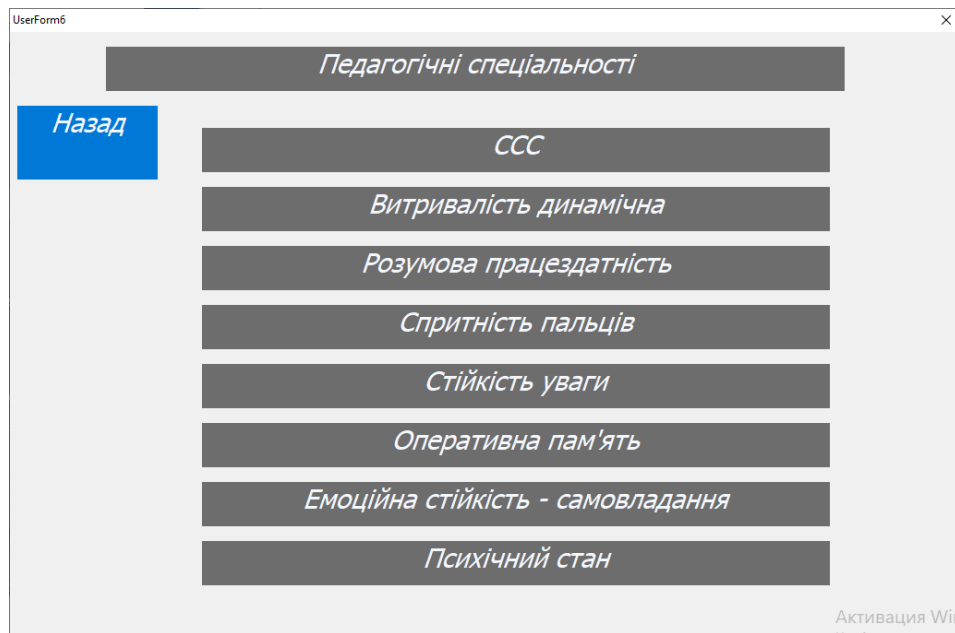 UserForm6
Педагогічні спеціальності
Назад
ССС
Витривалість динамічна
Розумова працездатність
Спритність пальців
Стійкість уваги
Оперативна пам'ять
Емоційна стійкість - самовладання
Психічний стан
Активация Wi